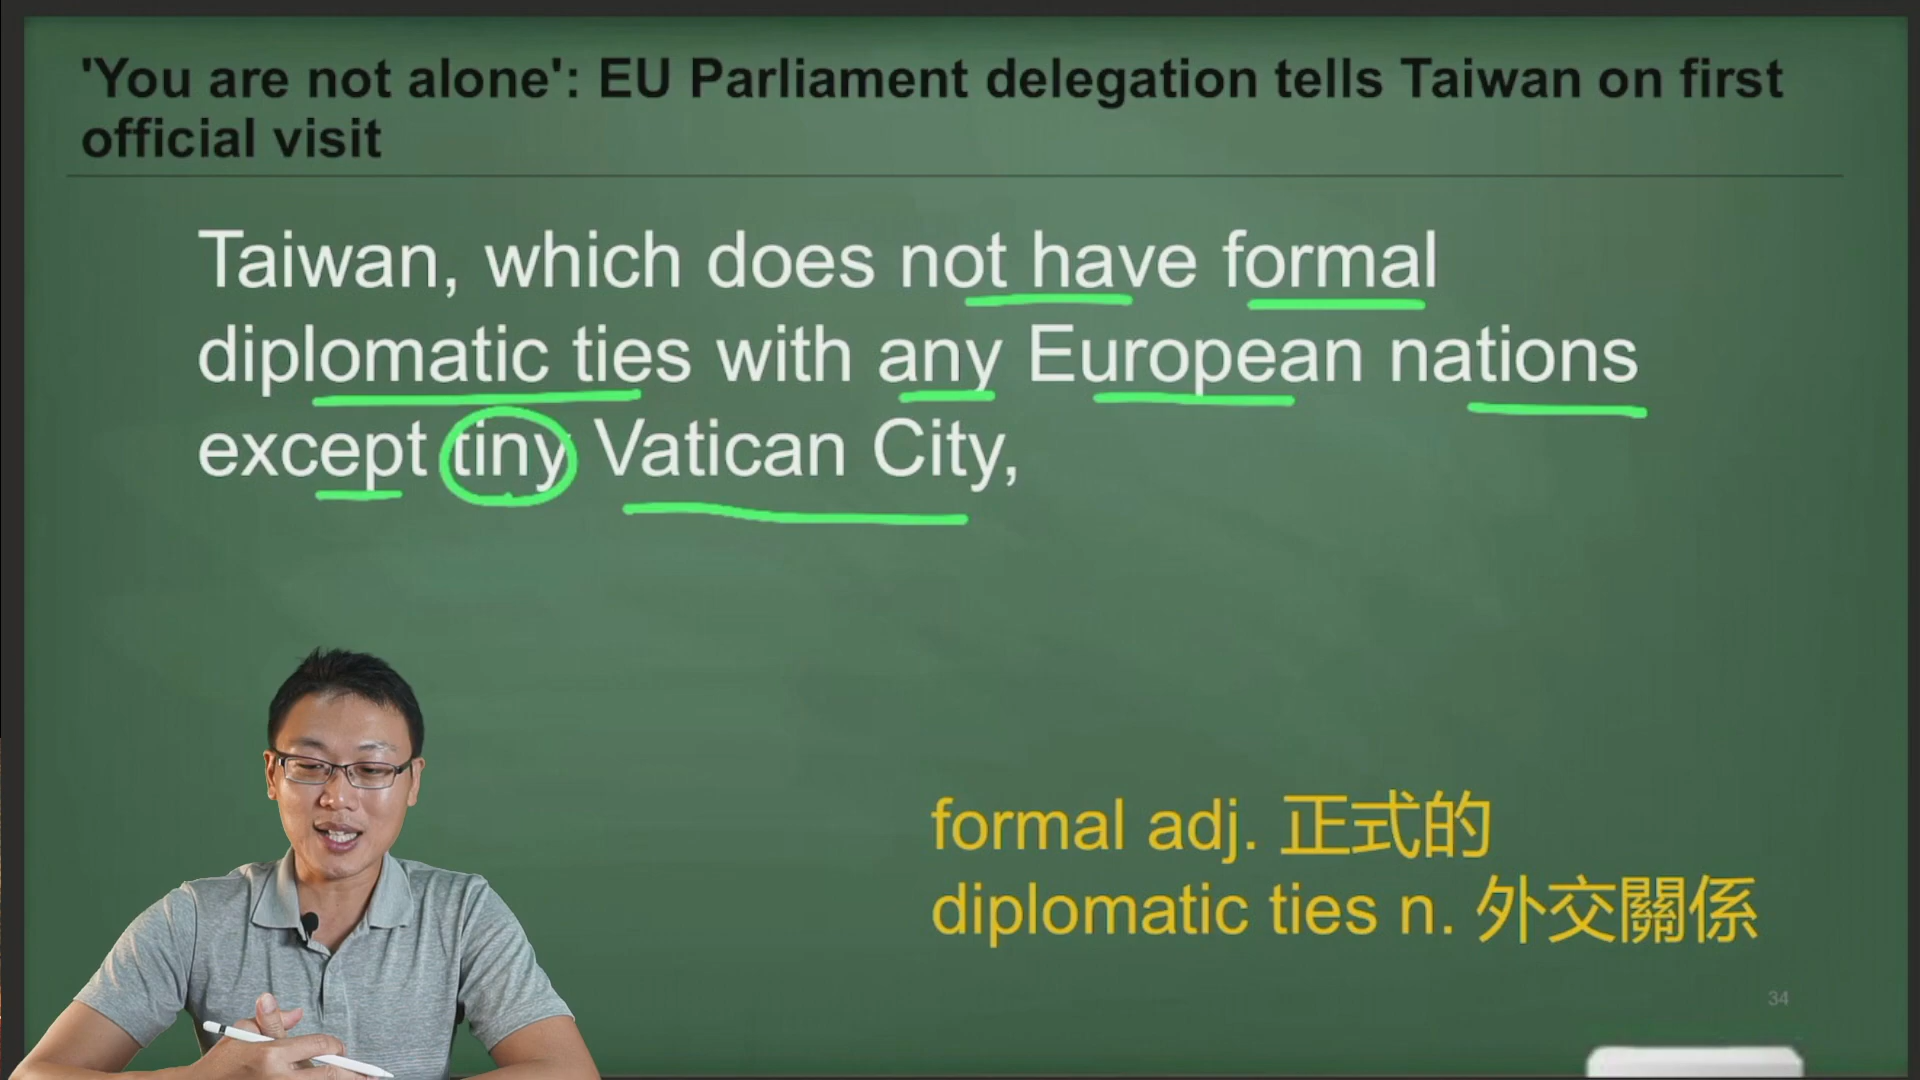 'You are not alone': EU Parliament delegation tells Taiwan on first
official visit
Taiwan, which does not have formal
diplomatic ties with any European nations
except tiny Vatican City,
formal adj. 正式的
diplomatic ties n. 外交關係
34